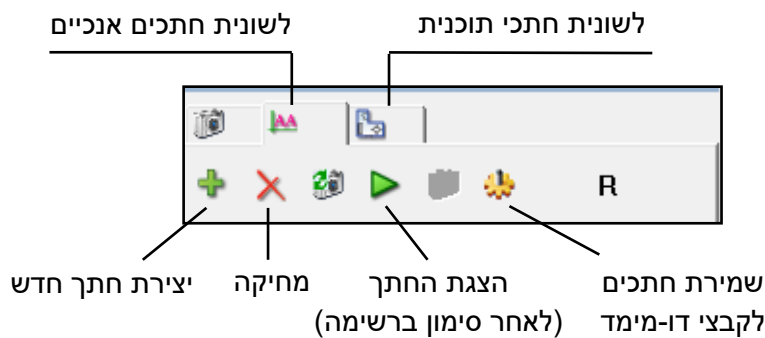 לשונית חתכי תוכנית
לשונית חתכים אנכיים
AA
R
יצירת חתך חדש
מחיקה
הצגת החתך
(לאחר סימון ברשימה)
שמירת חתכים
לקבצי דו-מימד